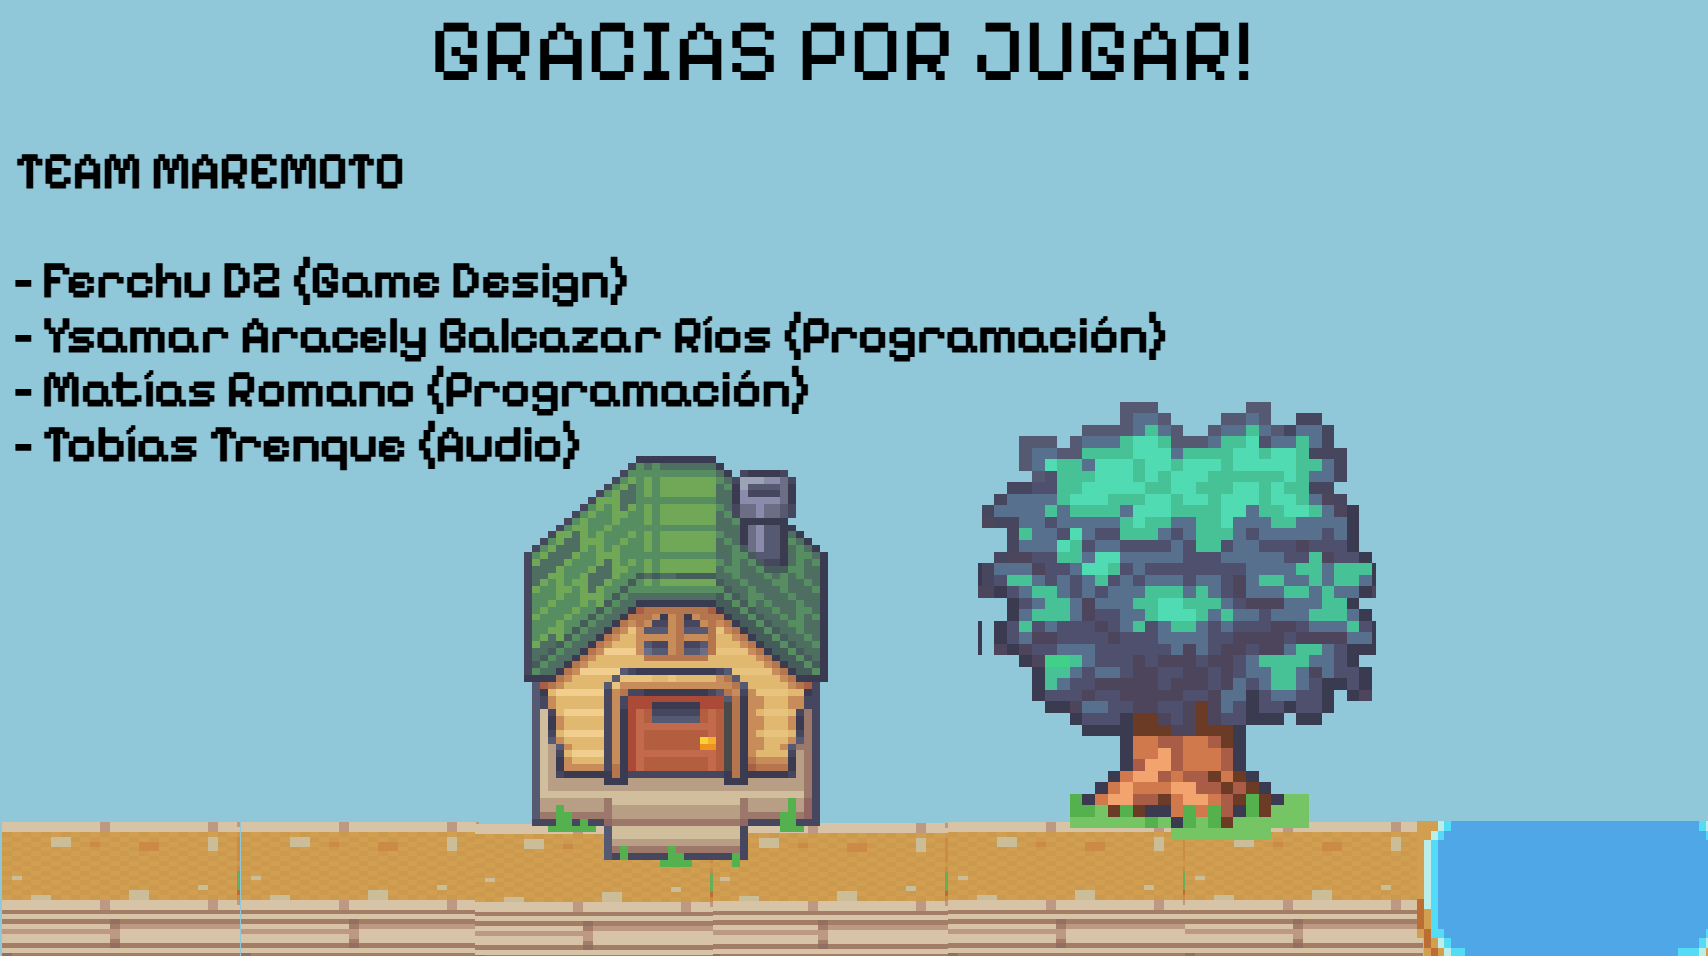 GRACIAS POR JUGAR!
TEAM MAREMOTO
- Ferchu D2 (Game Design)
- Ysamar Aracely Balcazar Ríos (Programación)
- Matías Romano (Programación)
- Tobías Trenque (Audio)